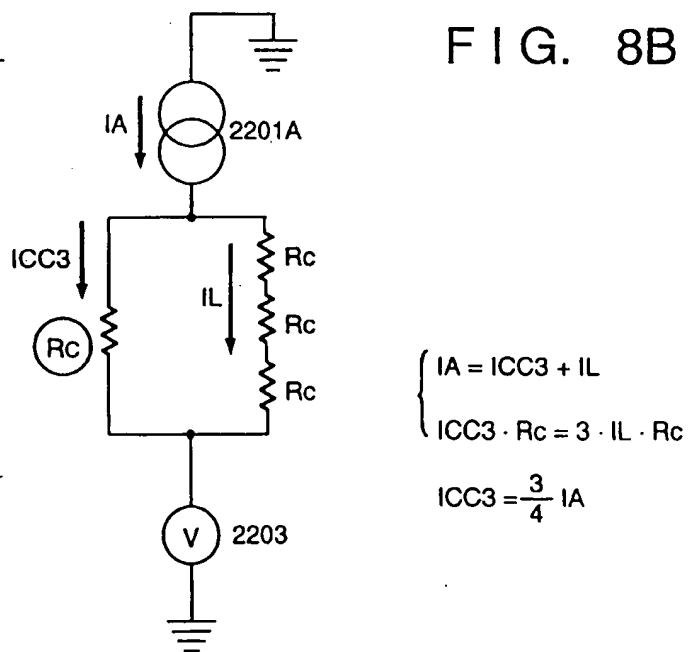 FIG. 8B
IA
2201A
ICC3
IL
Rc
Rc
Rc
Rc
IA = ICC3 + IL
ICC3 · Rc = 3 · IL · Rc
ICC3 = 3/4 IA
V
2203